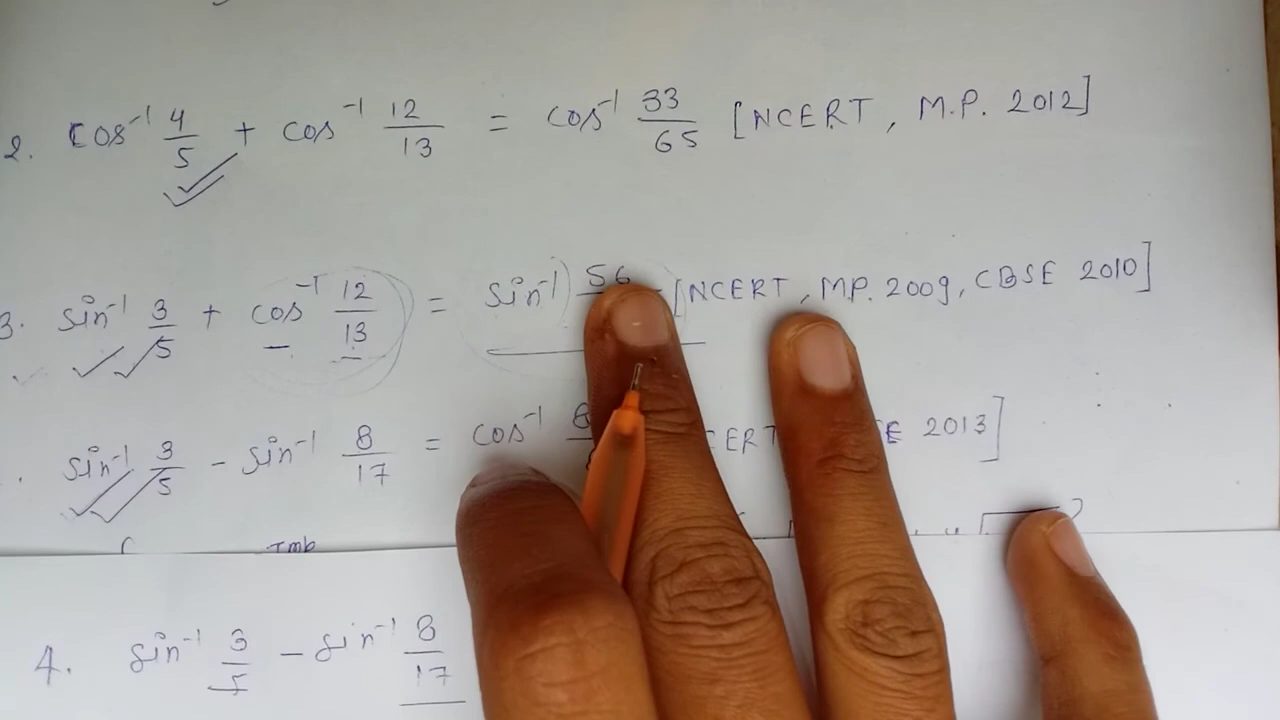 2. cos⁻¹ 4/5 + cos⁻¹ 12/13 = cos⁻¹ 33/65 [NCERT, M.P. 2012]
3. sin⁻¹ 3/5 + cos⁻¹ 12/13 = sin⁻¹ 56 [NCERT, M.P. 2009, CBSE 2010]
. sin⁻¹ 3/5 - sin⁻¹ 8/17 = cos⁻¹ CERT E 2013]
4. sin⁻¹ 3/5 - sin⁻¹ 8/17